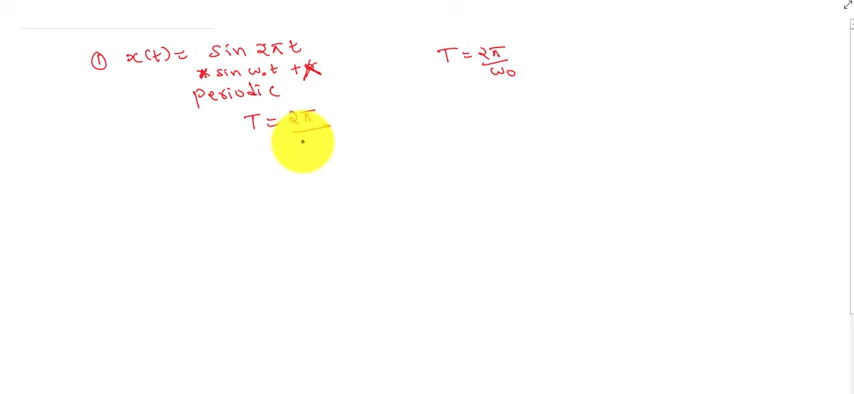 ① x(t) = sin 2πt
sin ω₀t +
periodic
T = 2π
T = 2π/ω₀